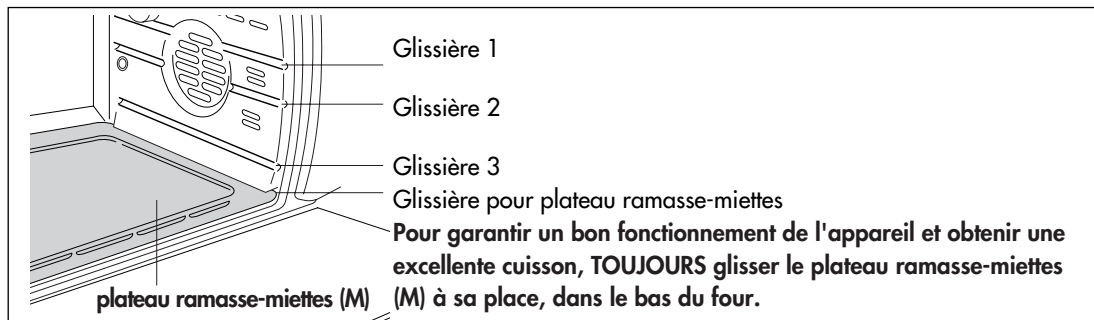 Glissière 1
Glissière 2
Glissière 3
Glissière pour plateau ramasse-miettes
Pour garantir un bon fonctionnement de l'appareil et obtenir une
excellente cuisson, TOUJOURS glisser le plateau ramasse-miettes
(M) à sa place, dans le bas du four.
plateau ramasse-miettes (M)